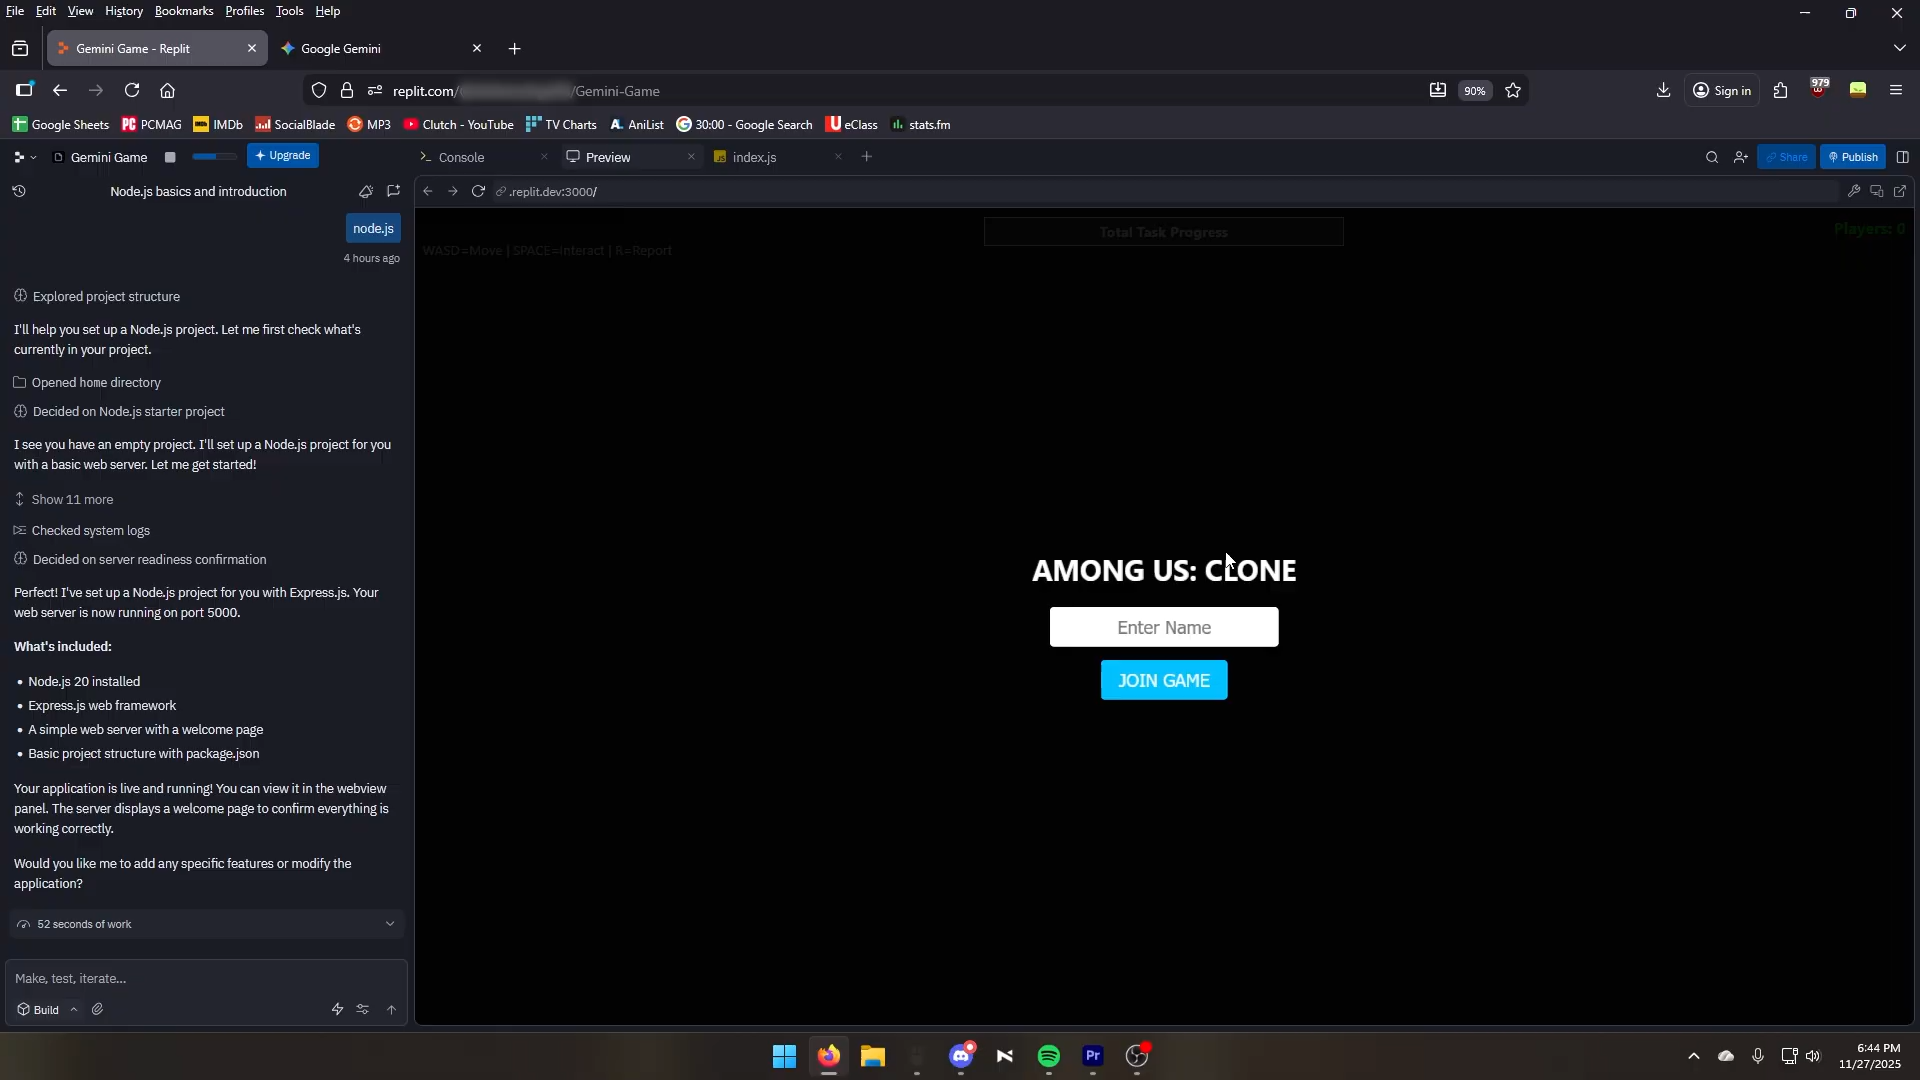 File Edit View History Bookmarks Profiles Tools Help
Gemini Game - Replit
Google Gemini
replit.com/ /Gemini-Game
90%
Sign in
979
Google Sheets PCMAG IMDb SocialBlade MP3 Clutch - YouTube TV Charts AniList 30:00 - Google Search eClass stats.fm
Gemini Game
Upgrade
Console
Preview
index.js
Share
Publish
Node.js basics and introduction
.replit.dev:3000/
node.js
4 hours ago
Total Task Progress
Players: 0
WASD=Move | SPACE=Interact | R=Report
Explored project structure
I'll help you set up a Node.js project. Let me first check what's
currently in your project.
Opened home directory
Decided on Node.js starter project
I see you have an empty project. I'll set up a Node.js project for you
with a basic web server. Let me get started!
Show 11 more
Checked system logs
Decided on server readiness confirmation
Perfect! I've set up a Node.js project for you with Express.js. Your
web server is now running on port 5000.
What's included:
• Node.js 20 installed
• Express.js web framework
• A simple web server with a welcome page
• Basic project structure with package.json
Your application is live and running! You can view it in the webview
panel. The server displays a welcome page to confirm everything is
working correctly.
Would you like me to add any specific features or modify the
application?
52 seconds of work
Make, test, iterate...
Build
AMONG US: CLONE
Enter Name
JOIN GAME
Pr
6:44 PM
11/27/2025